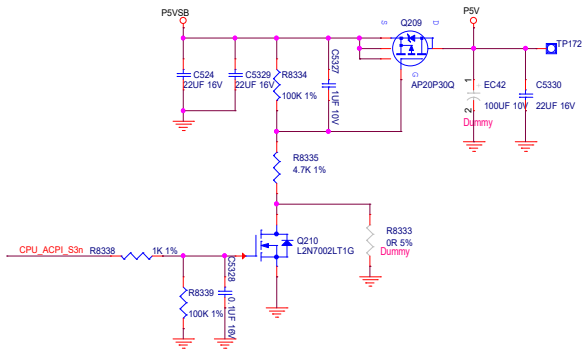 P5VSB
S
Q209
D
P5V
TP172
G
AP20P30Q
C524
22UF 16V
C5329
22UF 16V
R8334
100K 1%
C5327
1UF 10V
1
2
EC42
100UF 10V
Dummy
C5330
22UF 16V
R8335
4.7K 1%
Q210
L2N7002LT1G
R8333
0R 5%
Dummy
CPU_ACPI_S3n
R8338
1K 1%
C5328
0.1UF 16V
R8339
100K 1%